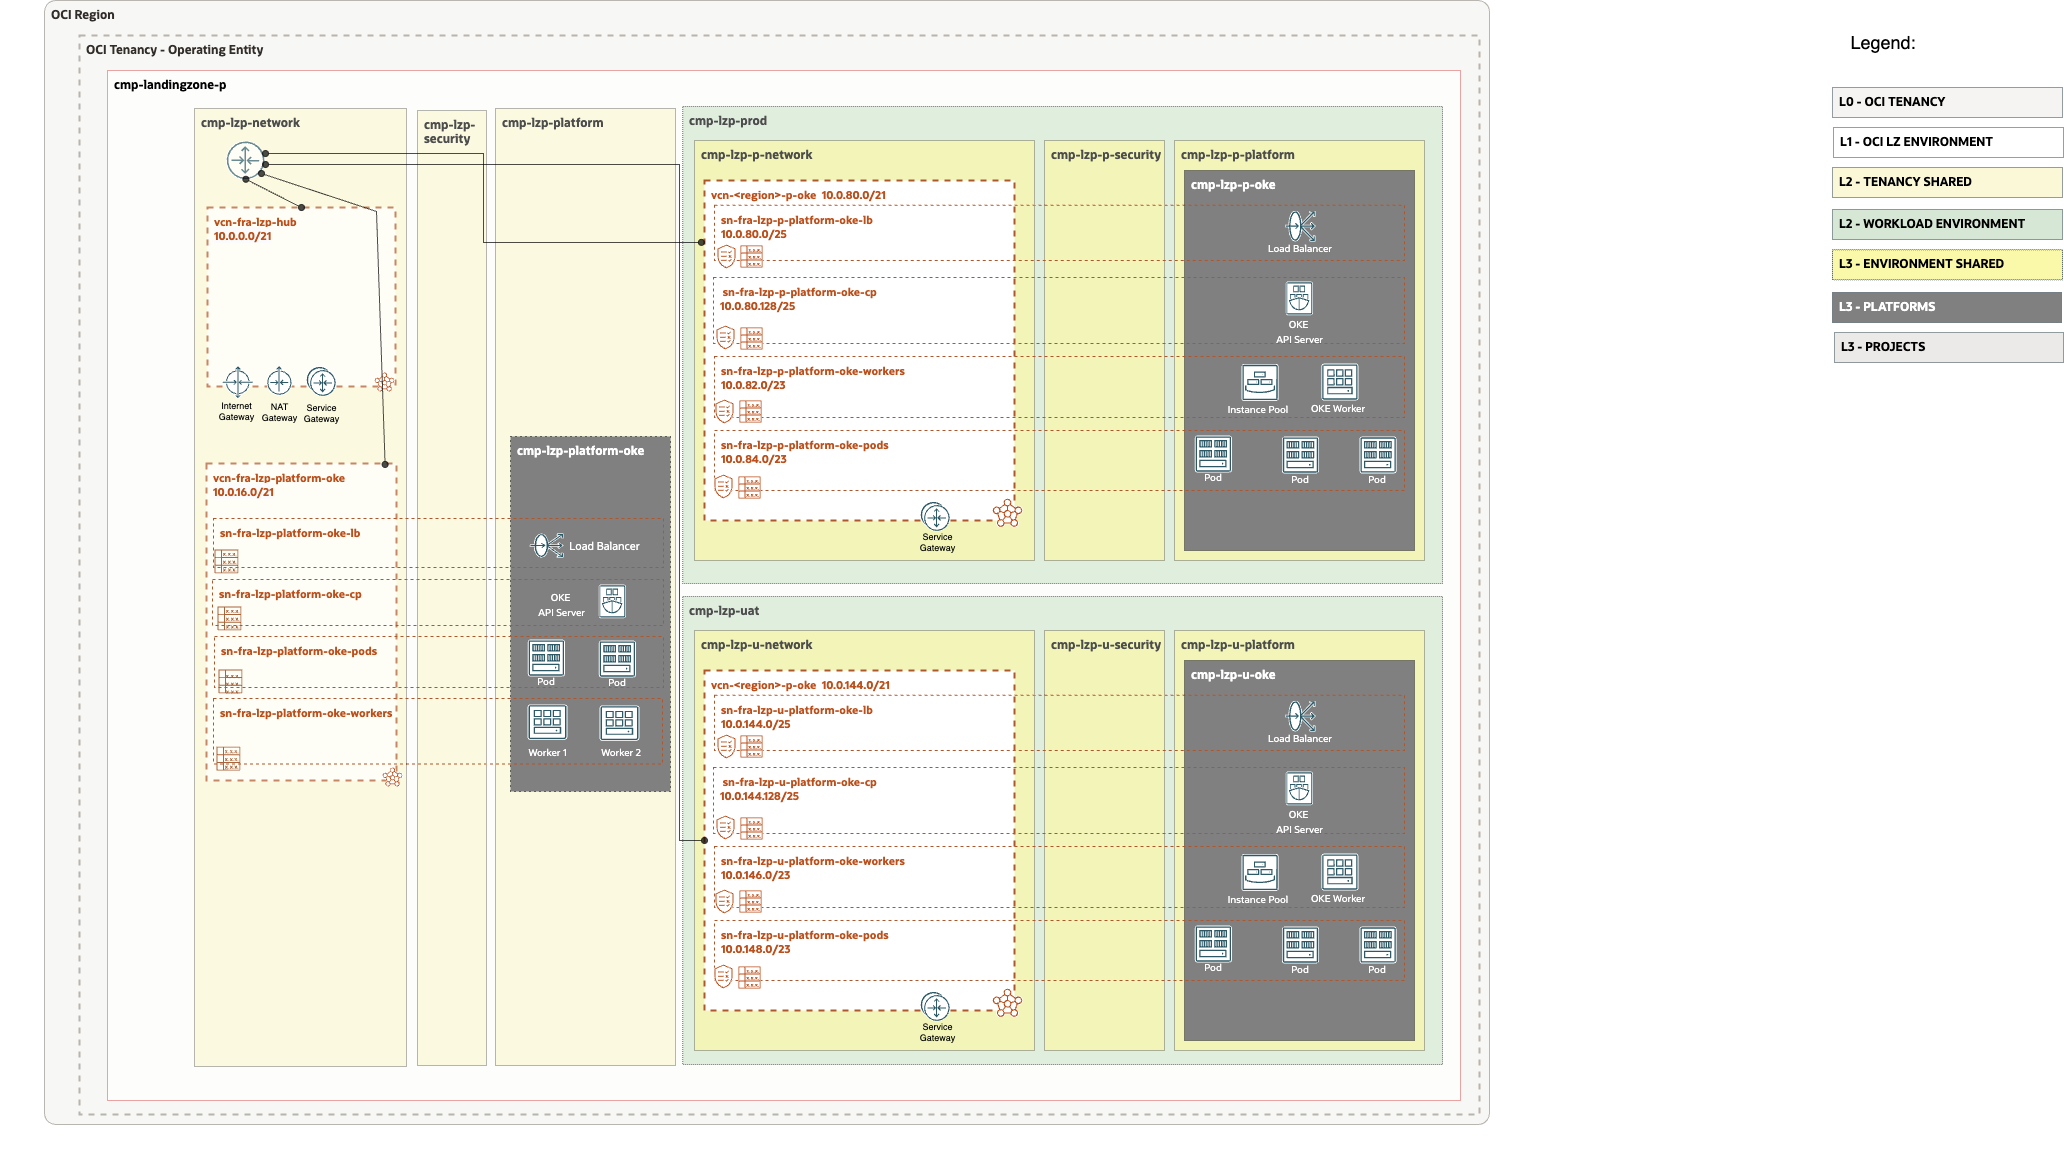 OCI Region
OCI Tenancy - Operating Entity
cmp-landingzone-p
cmp-lzp-network
vcn-fra-lzp-hub
10.0.0.0/21
Internet
Gateway
NAT
Gateway
Service
Gateway
vcn-fra-lzp-platform-oke
10.0.16.0/21
sn-fra-lzp-platform-oke-lb
sn-fra-lzp-platform-oke-cp
sn-fra-lzp-platform-oke-pods
sn-fra-lzp-platform-oke-workers
cmp-lzp-
security
cmp-lzp-platform
cmp-lzp-platform-oke
Load Balancer
OKE
API Server
Pod
Pod
Worker 1
Worker 2
cmp-lzp-prod
cmp-lzp-p-network
vcn-<region>-p-oke 10.0.80.0/21
sn-fra-lzp-p-platform-oke-lb
10.0.80.0/25
sn-fra-lzp-p-platform-oke-cp
10.0.80.128/25
sn-fra-lzp-p-platform-oke-workers
10.0.82.0/23
sn-fra-lzp-p-platform-oke-pods
10.0.84.0/23
Service
Gateway
cmp-lzp-p-security
cmp-lzp-p-platform
cmp-lzp-p-oke
Load Balancer
OKE
API Server
Instance Pool
OKE Worker
Pod
Pod
Pod
cmp-lzp-uat
cmp-lzp-u-network
vcn-<region>-p-oke 10.0.144.0/21
sn-fra-lzp-u-platform-oke-lb
10.0.144.0/25
sn-fra-lzp-u-platform-oke-cp
10.0.144.128/25
sn-fra-lzp-u-platform-oke-workers
10.0.146.0/23
sn-fra-lzp-u-platform-oke-pods
10.0.148.0/23
Service
Gateway
cmp-lzp-u-security
cmp-lzp-u-platform
cmp-lzp-u-oke
Load Balancer
OKE
API Server
Instance Pool
OKE Worker
Pod
Pod
Pod
Legend:
L0 - OCI TENANCY
L1 - OCI LZ ENVIRONMENT
L2 - TENANCY SHARED
L2 - WORKLOAD ENVIRONMENT
L3 - ENVIRONMENT SHARED
L3 - PLATFORMS
L3 - PROJECTS